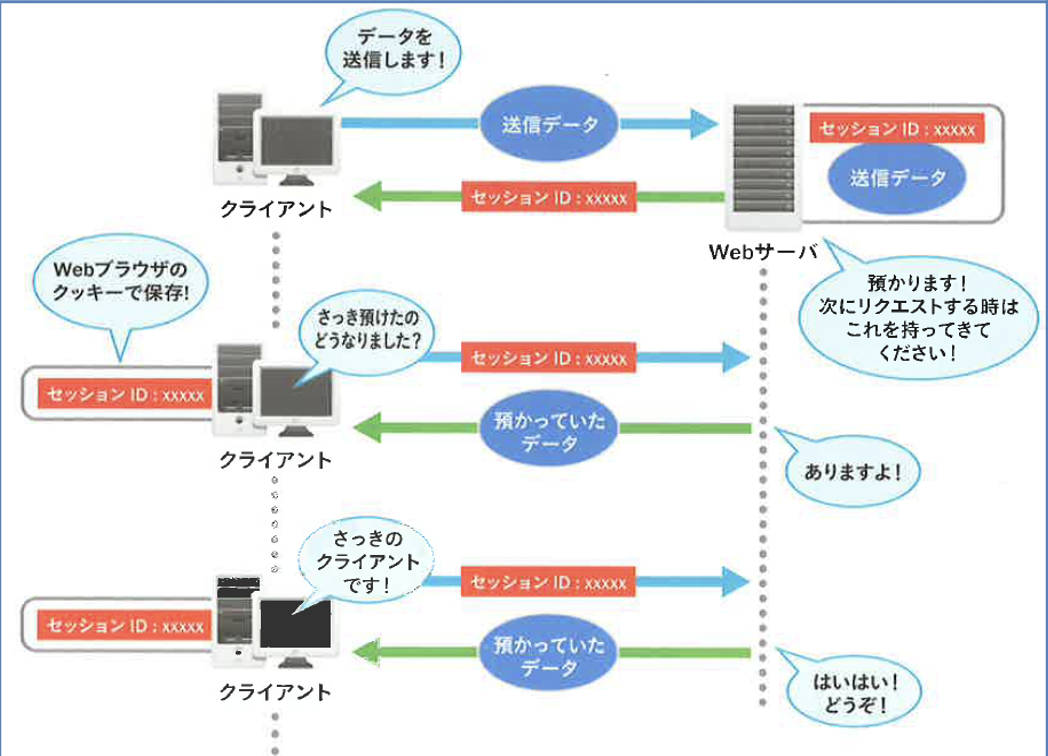 データを
送信します!
送信データ
セッション ID : xxxxx
送信データ
セッション ID : xxxxx
クライアント
Webサーバ
預かります!
次にリクエストする時は
これを持ってきて
ください!
Webブラウザの
クッキーで保存!
さっき預けたの
どうなりました?
セッション ID : xxxxx
セッション ID : xxxxx
預かっていた
データ
クライアント
ありますよ!
さっきの
クライアント
です!
セッション ID : xxxxx
セッション ID : xxxxx
預かっていた
データ
クライアント
はいはい!
どうぞ!